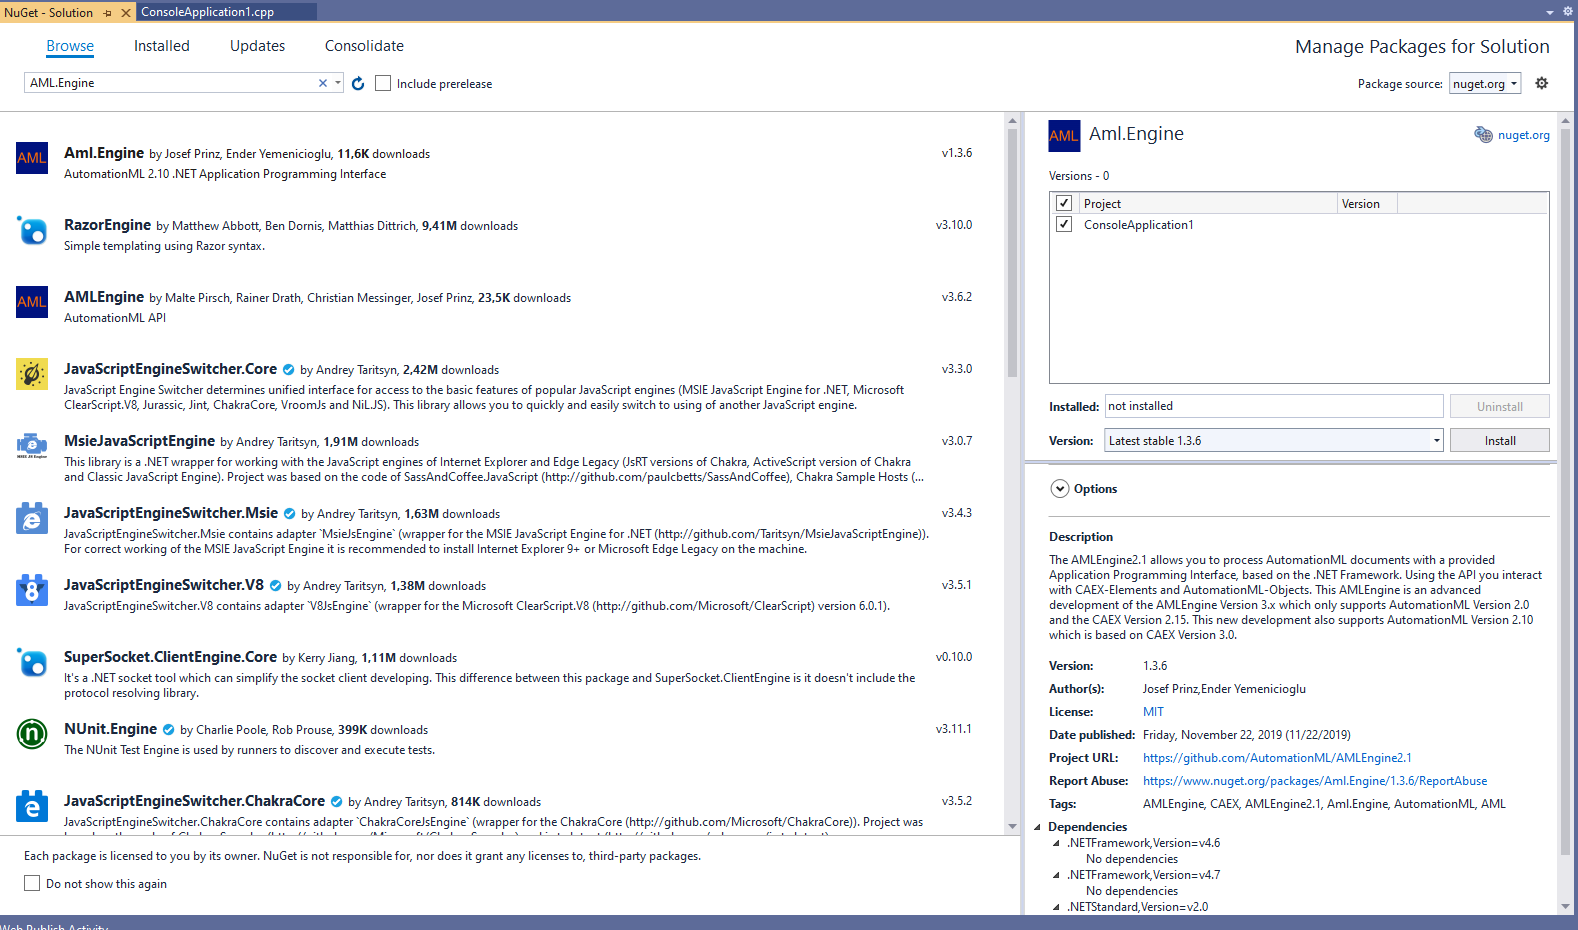 NuGet - Solution
ConsoleApplication1.cpp
Browse
Installed
Updates
Consolidate
Manage Packages for Solution
AML.Engine
Include prerelease
Package source:
nuget.org
AML
Aml.Engine by Josef Prinz, Ender Yemenicioglu, 11,6K downloads
v1.3.6
AutomationML 2.10 .NET Application Programming Interface
RazorEngine by Matthew Abbott, Ben Dornis, Matthias Dittrich, 9,41M downloads
v3.10.0
Simple templating using Razor syntax.
AML
AMLEngine by Malte Pirsch, Rainer Drath, Christian Messinger, Josef Prinz, 23,5K downloads
v3.6.2
AutomationML API
JavaScriptEngineSwitcher.Core by Andrey Taritsyn, 2,42M downloads
v3.3.0
JavaScript Engine Switcher determines unified interface for access to the basic features of popular JavaScript engines (MSIE JavaScript Engine for .NET, Microsoft
ClearScript.V8, Jurassic, Jint, ChakraCore, VroomJs and NiL.JS). This library allows you to quickly and easily switch to using of another JavaScript engine.
MsieJavaScriptEngine by Andrey Taritsyn, 1,91M downloads
v3.0.7
This library is a .NET wrapper for working with the JavaScript engines of Internet Explorer and Edge Legacy (JsRT versions of Chakra, ActiveScript version of Chakra
and Classic JavaScript Engine). Project was based on the code of SassAndCoffee.JavaScript (http://github.com/paulcbetts/SassAndCoffee), Chakra Sample Hosts (...
JavaScriptEngineSwitcher.Msie by Andrey Taritsyn, 1,63M downloads
v3.4.3
JavaScriptEngineSwitcher.Msie contains adapter `MsieJsEngine` (wrapper for the MSIE JavaScript Engine for .NET (http://github.com/Taritsyn/MsieJavaScriptEngine)).
For correct working of the MSIE JavaScript Engine it is recommended to install Internet Explorer 9+ or Microsoft Edge Legacy on the machine.
8
JavaScriptEngineSwitcher.V8 by Andrey Taritsyn, 1,38M downloads
v3.5.1
JavaScriptEngineSwitcher.V8 contains adapter `V8JsEngine` (wrapper for the Microsoft ClearScript.V8 (http://github.com/Microsoft/ClearScript) version 6.0.1).
SuperSocket.ClientEngine.Core by Kerry Jiang, 1,11M downloads
v0.10.0
It's a .NET socket tool which can simplify the socket client developing. This difference between this package and SuperSocket.ClientEngine is it doesn't include the
protocol resolving library.
n
NUnit.Engine by Charlie Poole, Rob Prouse, 399K downloads
v3.11.1
The NUnit Test Engine is used by runners to discover and execute tests.
JavaScriptEngineSwitcher.ChakraCore by Andrey Taritsyn, 814K downloads
v3.5.2
JavaScriptEngineSwitcher.ChakraCore contains adapter `ChakraCoreJsEngine` (wrapper for the ChakraCore (http://github.com/Microsoft/ChakraCore)). Project was
Each package is licensed to you by its owner. NuGet is not responsible for, nor does it grant any licenses to, third-party packages.
Do not show this again
AML
Aml.Engine
nuget.org
Versions - 0
Project
Version
ConsoleApplication1
Installed:
not installed
Uninstall
Version:
Latest stable 1.3.6
Install
Options
Description
The AMLEngine2.1 allows you to process AutomationML documents with a provided
Application Programming Interface, based on the .NET Framework. Using the API you interact
with CAEX-Elements and AutomationML-Objects. This AMLEngine is an advanced
development of the AMLEngine Version 3.x which only supports AutomationML Version 2.0
and the CAEX Version 2.15. This new development also supports AutomationML Version 2.10
which is based on CAEX Version 3.0.
Version: 1.3.6
Author(s): Josef Prinz,Ender Yemenicioglu
License: MIT
Date published: Friday, November 22, 2019 (11/22/2019)
Project URL: https://github.com/AutomationML/AMLEngine2.1
Report Abuse: https://www.nuget.org/packages/Aml.Engine/1.3.6/ReportAbuse
Tags: AMLEngine, CAEX, AMLEngine2.1, Aml.Engine, AutomationML, AML
Dependencies
.NETFramework,Version=v4.6
No dependencies
.NETFramework,Version=v4.7
No dependencies
.NETStandard,Version=v2.0
Web Publish Activity